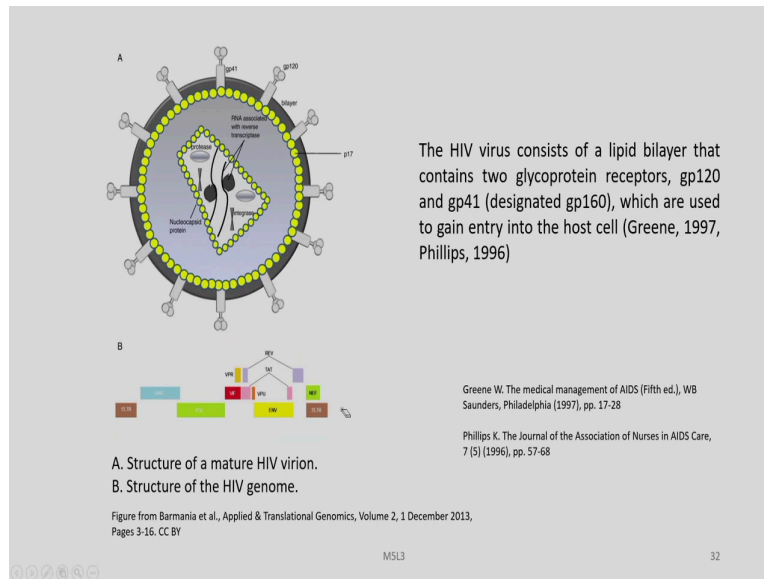 A
gp41
gp120
bilayer
RNA associated
with reverse
transcriptase
protease
p17
integrase
Nucleocapsid
protein
The HIV virus consists of a lipid bilayer that
contains two glycoprotein receptors, gp120
and gp41 (designated gp160), which are used
to gain entry into the host cell (Greene, 1997,
Phillips, 1996)
B
REV
VPR
TAT
VIF
VPU
NEF
POL
ENV
Greene W. The medical management of AIDS (Fifth ed.), WB
Saunders, Philadelphia (1997), pp. 17-28
Phillips K. The Journal of the Association of Nurses in AIDS Care,
7 (5) (1996), pp. 57-68
A. Structure of a mature HIV virion.
B. Structure of the HIV genome.
Figure from Barmania et al., Applied & Translational Genomics, Volume 2, 1 December 2013,
Pages 3-16. CC BY
M5L3
32